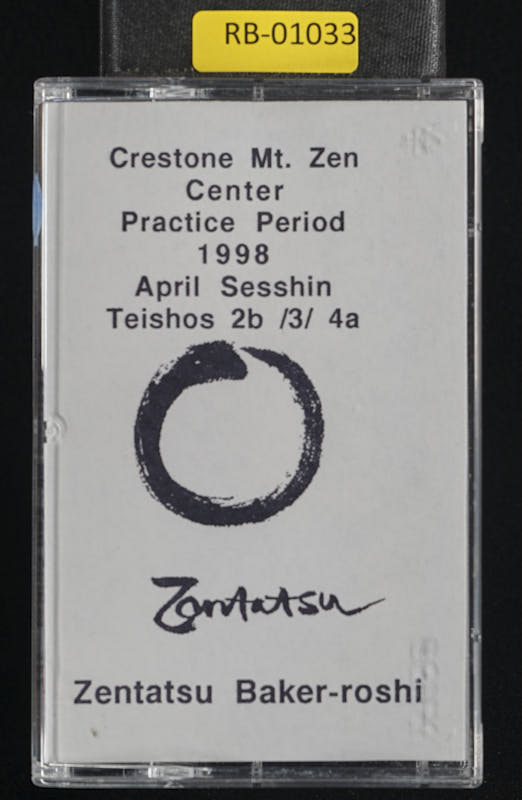 RB-01033
Crestone Mt. Zen
Center
Practice Period
1998
April Sesshin
Teishos 2b /3/ 4a
Zentatsu
Zentatsu Baker-roshi